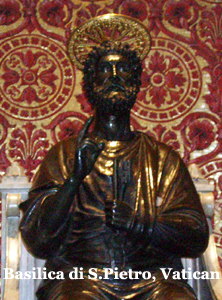 Basilica di S.Pietro, Vatican